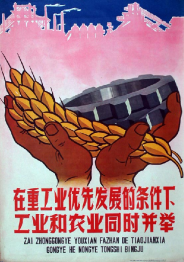 在重工业优先发展的条件下
工业和农业同时并举
ZAI ZHONGGONGYE YOUXIAN FAZHAN DE TIAOJIANXIA
GONGYE HE NONGYE TONGSHI BINGJU